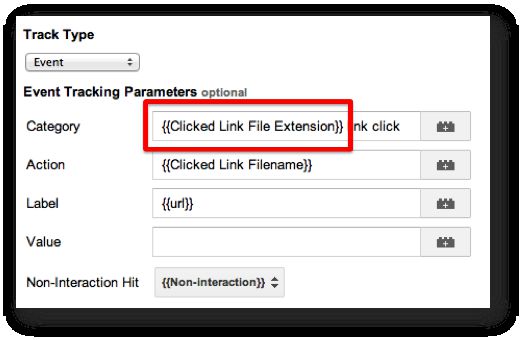 Track Type
Event
Event Tracking Parameters optional
Category {{Clicked Link File Extension}} nk click
Action {{Clicked Link Filename}}
Label {{url}}
Value
Non-Interaction Hit {{Non-interaction}}